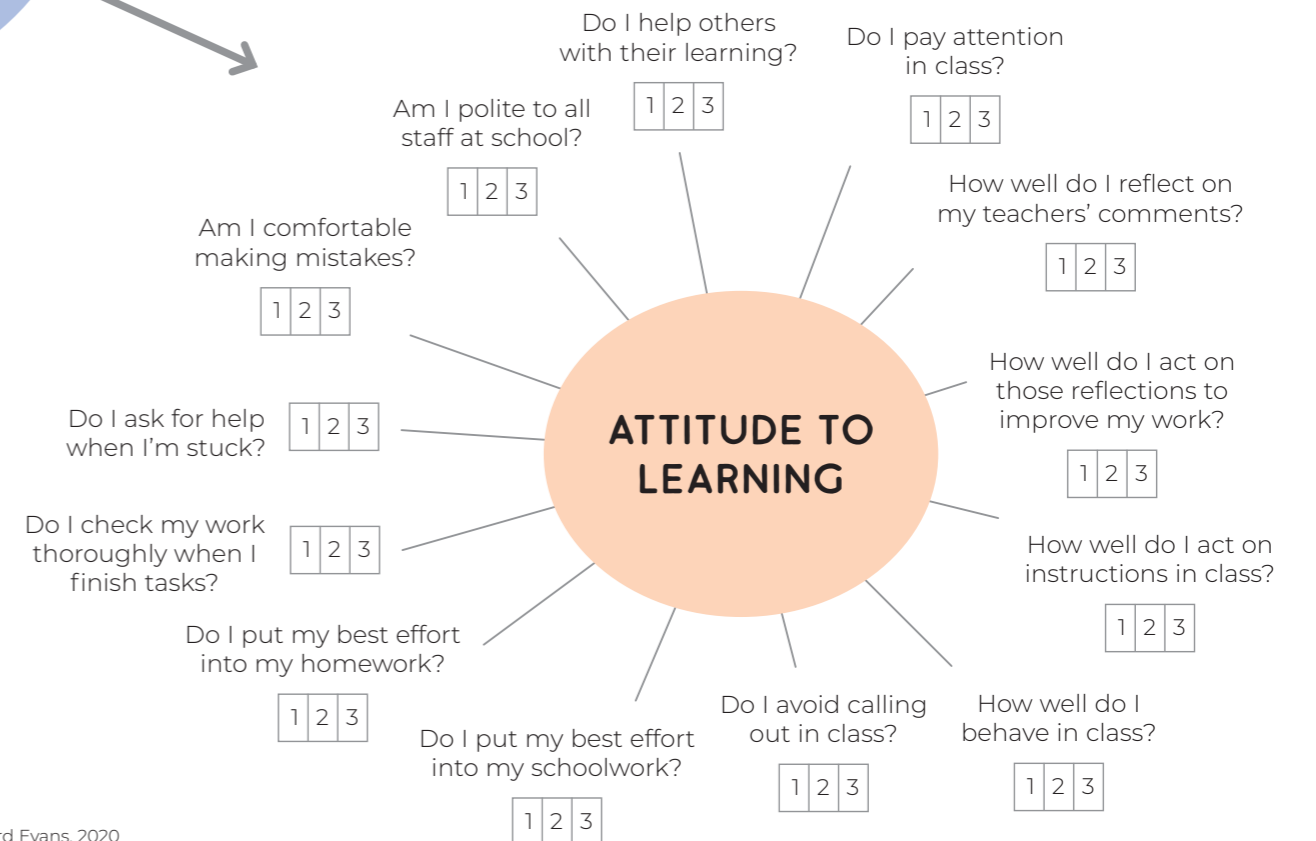 Do I help others
with their learning?
1 2 3
Do I pay attention
in class?
1 2 3
Am I polite to all
staff at school?
1 2 3
How well do I reflect on
my teachers' comments?
1 2 3
Am I comfortable
making mistakes?
1 2 3
How well do I act on
those reflections to
improve my work?
1 2 3
Do I ask for help
when I'm stuck?
1 2 3
ATTITUDE TO
LEARNING
Do I check my work
thoroughly when I
finish tasks?
1 2 3
How well do I act on
instructions in class?
1 2 3
Do I put my best effort
into my homework?
1 2 3
Do I put my best effort
into my schoolwork?
1 2 3
Do I avoid calling
out in class?
1 2 3
How well do I
behave in class?
1 2 3
Evans, 2020